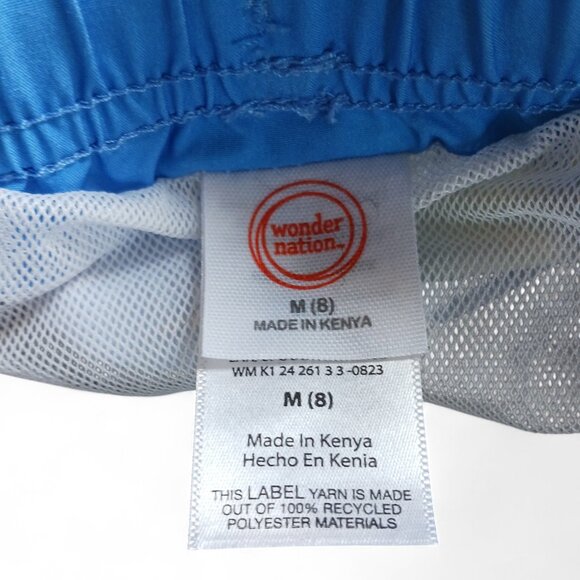 wonder
nation™
M (8)
MADE IN KENYA
WM K1 24 261 3 3 -0823
M (8)
Made In Kenya
Hecho En Kenia
THIS LABEL YARN IS MADE
OUT OF 100% RECYCLED
POLYESTER MATERIALS